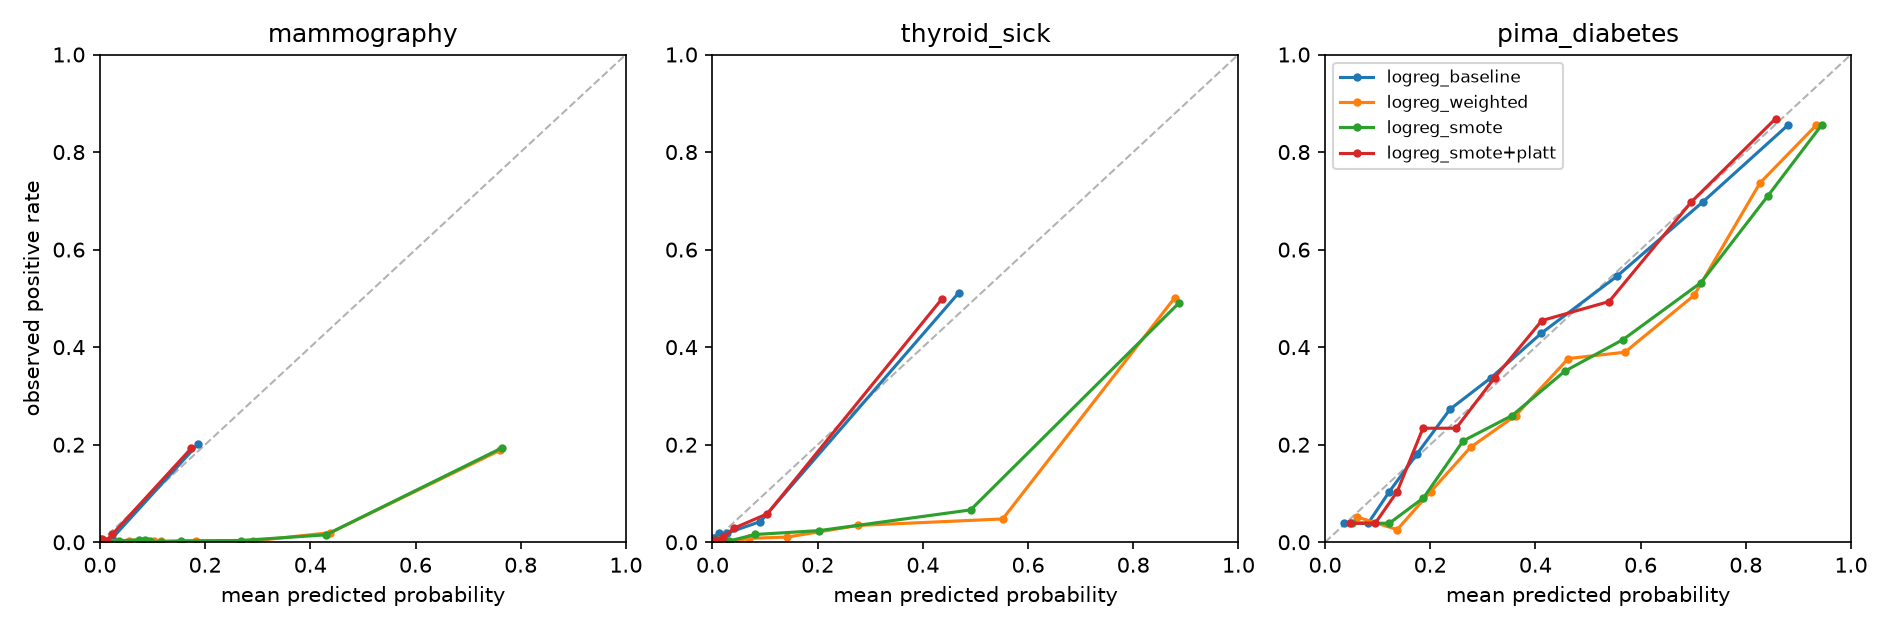 mammography
thyroid_sick
pima_diabetes
observed positive rate
1.0
0.8
0.6
0.4
0.2
0.0
0.0 0.2 0.4 0.6 0.8 1.0
mean predicted probability
1.0
0.8
0.6
0.4
0.2
0.0
0.0 0.2 0.4 0.6 0.8 1.0
mean predicted probability
1.0
0.8
0.6
0.4
0.2
0.0
logreg_baseline
logreg_weighted
logreg_smote
logreg_smote+platt
0.0 0.2 0.4 0.6 0.8 1.0
mean predicted probability